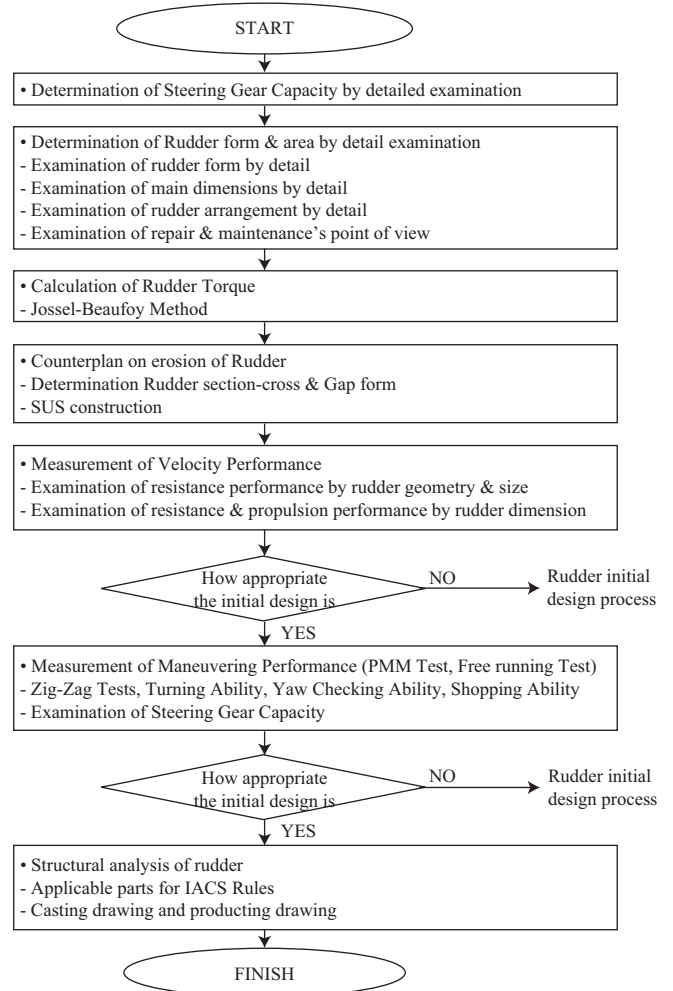 START
• Determination of Steering Gear Capacity by detailed examination
• Determination of Rudder form & area by detail examination
- Examination of rudder form by detail
- Examination of main dimensions by detail
- Examination of rudder arrangement by detail
- Examination of repair & maintenance's point of view
• Calculation of Rudder Torque
- Jossel-Beaufoy Method
• Counterplan on erosion of Rudder
- Determination Rudder section-cross & Gap form
- SUS construction
• Measurement of Velocity Performance
- Examination of resistance performance by rudder geometry & size
- Examination of resistance & propulsion performance by rudder dimension
How appropriate
the initial design is
NO
Rudder initial
design process
YES
• Measurement of Maneuvering Performance (PMM Test, Free running Test)
- Zig-Zag Tests, Turning Ability, Yaw Checking Ability, Shopping Ability
- Examination of Steering Gear Capacity
How appropriate
the initial design is
NO
Rudder initial
design process
YES
• Structural analysis of rudder
- Applicable parts for IACS Rules
- Casting drawing and producting drawing
FINISH